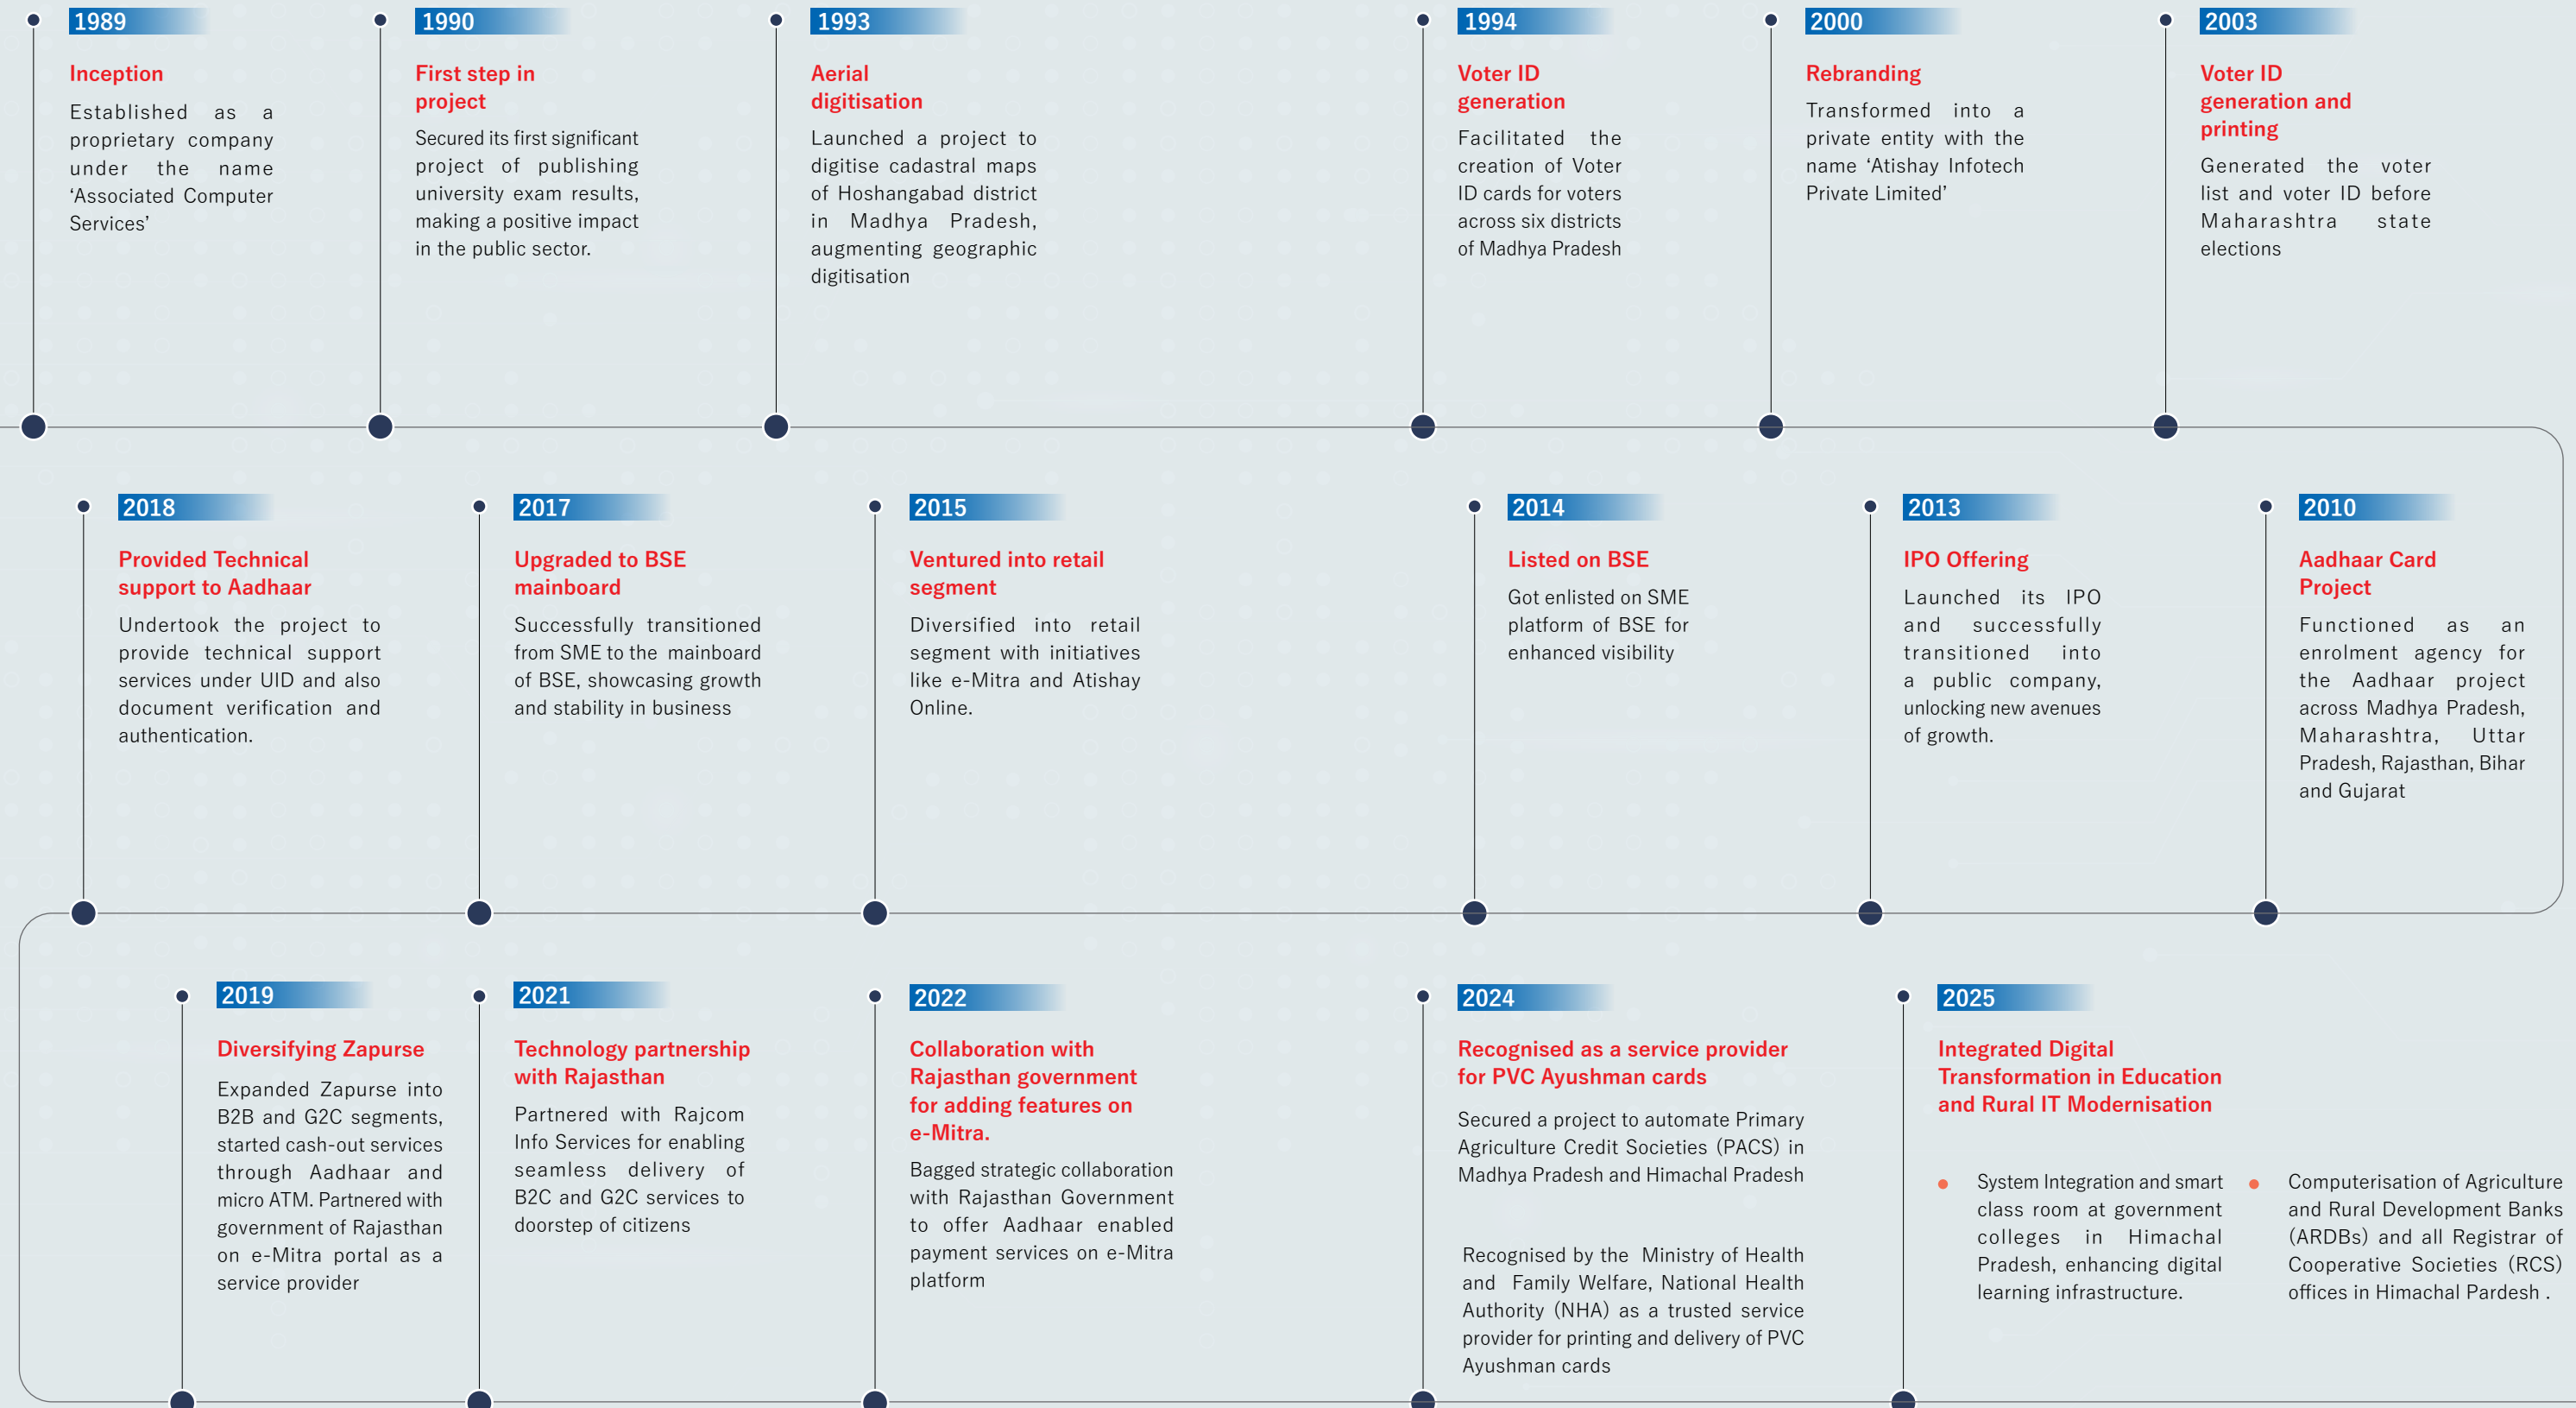 1989
Inception
Established as a
proprietary company
under the name
‘Associated Computer
Services’
1990
First step in
project
Secured its first significant
project of publishing
university exam results,
making a positive impact
in the public sector.
1993
Aerial
digitisation
Launched a project to
digitise cadastral maps
of Hoshangabad district
in Madhya Pradesh,
augmenting geographic
digitisation
1994
Voter ID
generation
Facilitated the
creation of Voter
ID cards for voters
across six districts
of Madhya Pradesh
2000
Rebranding
Transformed into a
private entity with the
name ‘Atishay Infotech
Private Limited’
2003
Voter ID
generation and
printing
Generated the voter
list and voter ID before
Maharashtra state
elections
2018
Provided Technical
support to Aadhaar
Undertook the project to
provide technical support
services under UID and also
document verification and
authentication.
2017
Upgraded to BSE
mainboard
Successfully transitioned
from SME to the mainboard
of BSE, showcasing growth
and stability in business
2015
Ventured into retail
segment
Diversified into retail
segment with initiatives
like e-Mitra and Atishay
Online.
2014
Listed on BSE
Got enlisted on SME
platform of BSE for
enhanced visibility
2013
IPO Offering
Launched its IPO
and successfully
transitioned into
a public company,
unlocking new avenues
of growth.
2010
Aadhaar Card
Project
Functioned as an
enrolment agency for
the Aadhaar project
across Madhya Pradesh,
Maharashtra, Uttar
Pradesh, Rajasthan, Bihar
and Gujarat
2019
Diversifying Zapurse
Expanded Zapurse into
B2B and G2C segments,
started cash-out services
through Aadhaar and
micro ATM. Partnered with
government of Rajasthan
on e-Mitra portal as a
service provider
2021
Technology partnership
with Rajasthan
Partnered with Rajcom
Info Services for enabling
seamless delivery of
B2C and G2C services to
doorstep of citizens
2022
Collaboration with
Rajasthan government
for adding features on
e-Mitra.
Bagged strategic collaboration
with Rajasthan Government
to offer Aadhaar enabled
payment services on e-Mitra
platform
2024
Recognised as a service provider
for PVC Ayushman cards
Secured a project to automate Primary
Agriculture Credit Societies (PACS) in
Madhya Pradesh and Himachal Pradesh
Recognised by the Ministry of Health
and Family Welfare, National Health
Authority (NHA) as a trusted service
provider for printing and delivery of PVC
Ayushman cards
2025
Integrated Digital
Transformation in Education
and Rural IT Modernisation
System Integration and smart
class room at government
colleges in Himachal
Pradesh, enhancing digital
learning infrastructure.
Computerisation of Agriculture
and Rural Development Banks
(ARDBs) and all Registrar of
Cooperative Societies (RCS)
offices in Himachal Pardesh .